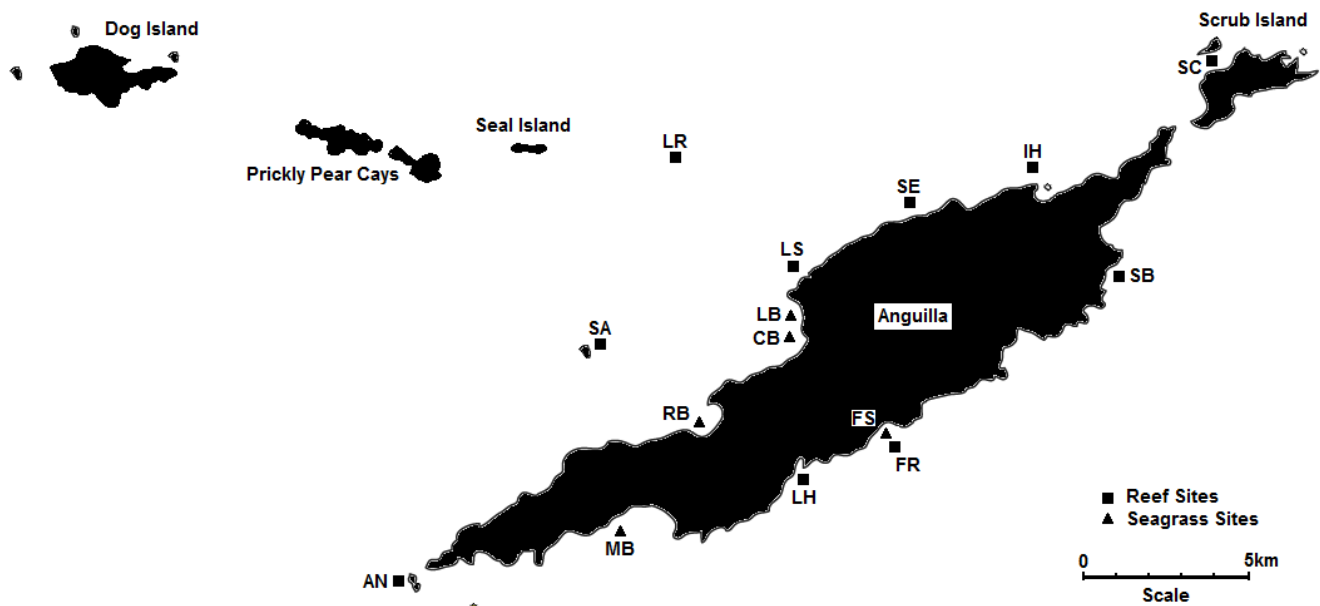 Dog Island
Scrub Island
SC
Seal Island
LR
IH
Prickly Pear Cays
SE
LS
SB
LB
Anguilla
CB
SA
RB
FS
FR
LH
Reef Sites
Seagrass Sites
MB
0 5km
AN
Scale